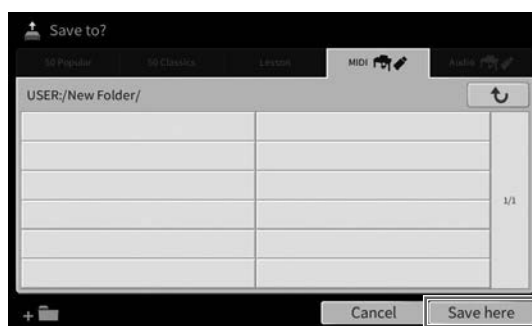 Save to?
50 Popular 50 Classics Lesson MIDI Audio
USER:/New Folder/
1/1
+ Cancel Save here